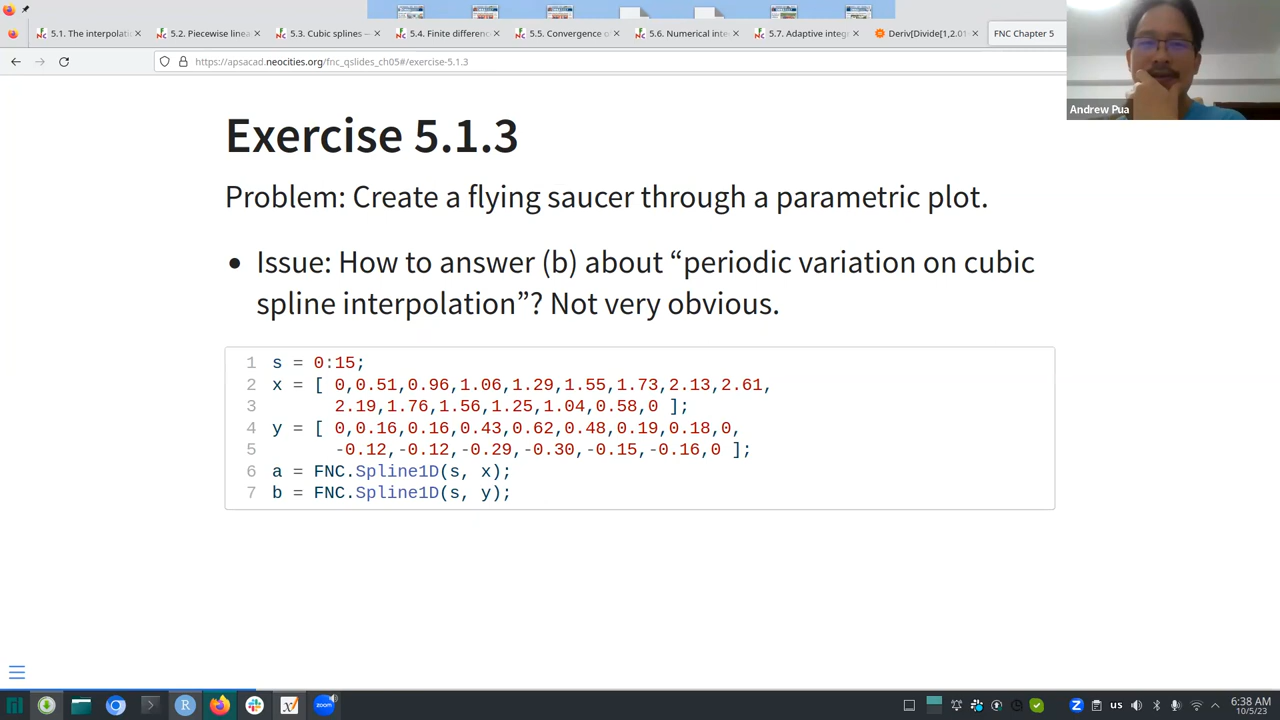 5.1. The interpolati
5.2. Piecewise linea
5.3. Cubic splines —
5.4. Finite differenc
5.5. Convergence o
5.6. Numerical inte
5.7. Adaptive integ
Deriv[Divide[1,2.01
FNC Chapter 5
https://apsacad.neocities.org/fnc_qslides_ch05#/exercise-5.1.3
Andrew Pua
Exercise 5.1.3
Problem: Create a flying saucer through a parametric plot.
• Issue: How to answer (b) about “periodic variation on cubic
spline interpolation”? Not very obvious.
1 s = 0:15;
2 x = [ 0,0.51,0.96,1.06,1.29,1.55,1.73,2.13,2.61,
3 2.19,1.76,1.56,1.25,1.04,0.58,0 ];
4 y = [ 0,0.16,0.16,0.43,0.62,0.48,0.19,0.18,0,
5 -0.12,-0.12,-0.29,-0.30,-0.15,-0.16,0 ];
6 a = FNC.Spline1D(s, x);
7 b = FNC.Spline1D(s, y);
zoom
us
6:38 AM
10/5/23